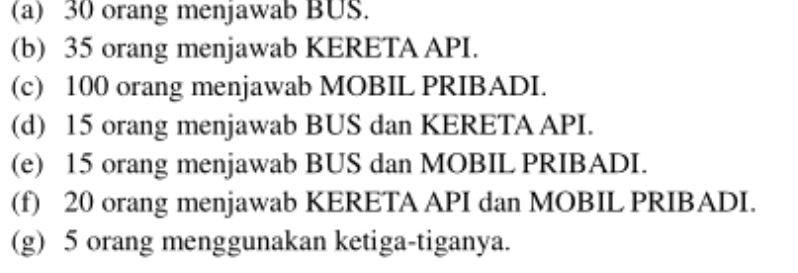 (a) 30 orang menjawab BUS.
(b) 35 orang menjawab KERETA API.
(c) 100 orang menjawab MOBIL PRIBADI.
(d) 15 orang menjawab BUS dan KERETA API.
(e) 15 orang menjawab BUS dan MOBIL PRIBADI.
(f) 20 orang menjawab KERETA API dan MOBIL PRIBADI.
(g) 5 orang menggunakan ketiga-tiganya.